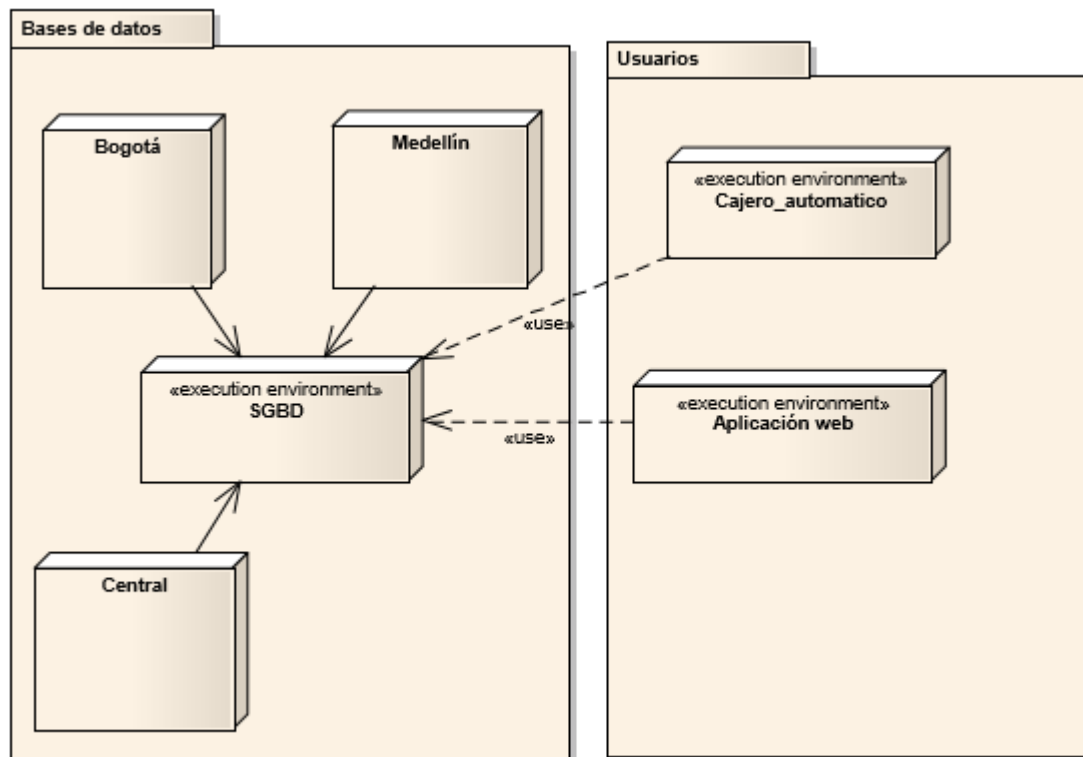 Bases de datos
Bogotá
Medellín
«execution environment»
SGBD
Central
Usuarios
«execution environment»
Cajero_automatico
«use»
«execution environment»
Aplicación web
«use»